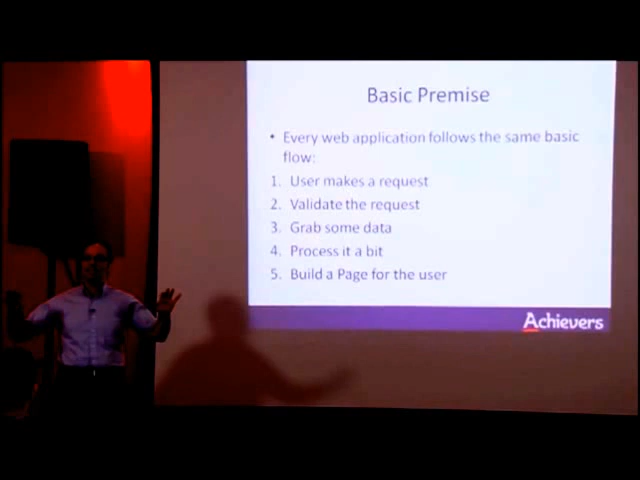 Basic Premise
• Every web application follows the same basic
flow:
1. User makes a request
2. Validate the request
3. Grab some data
4. Process it a bit
5. Build a Page for the user
Achievers